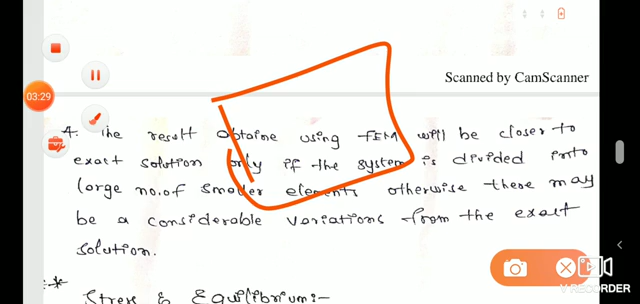 Scanned by CamScanner
03:29
4. The result obtaine using FEM will be closer to
exact solution only if the system is divided into
large no.of smaller elements otherwise these may
be a considerable variations from the exact
solution.
* Stress & Equilibrium:-
V RECORDER